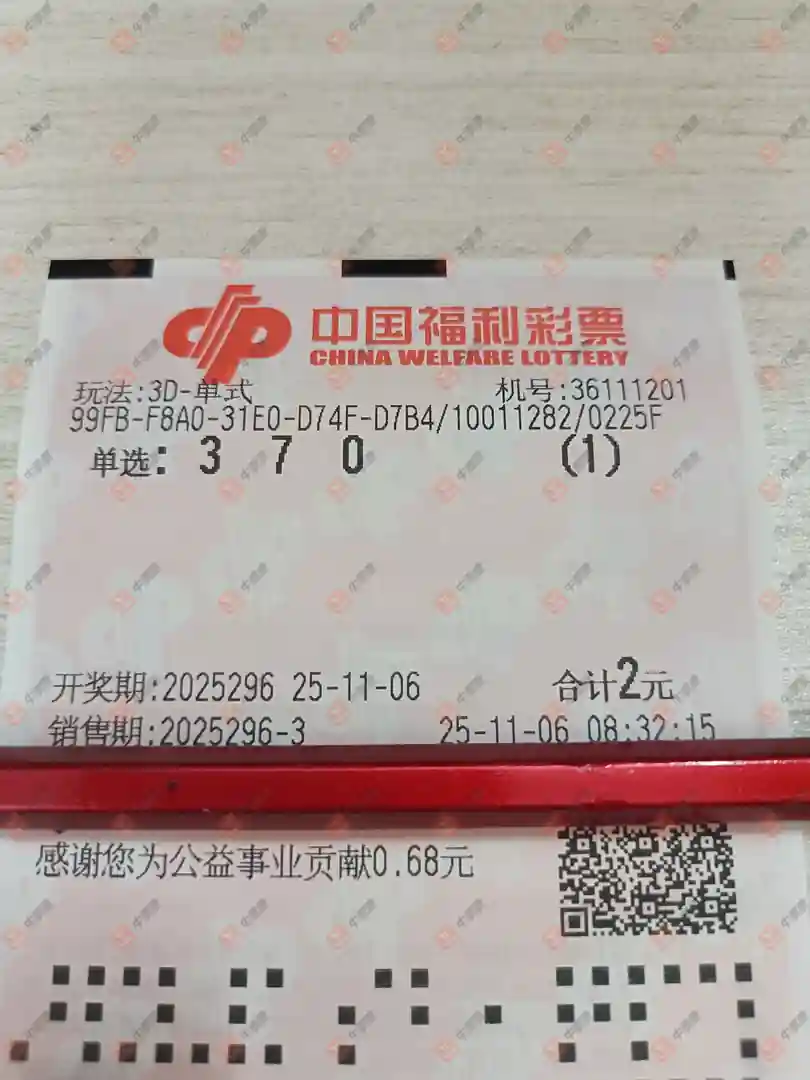 中国福利彩票
CHINA WELFARE LOTTERY
玩法:3D-单式 机号:36111201
99FB-F8A0-31E0-D74F-D7B4/10011282/0225F
单选: 3 7 0 (1)
开奖期:2025296 25-11-06 合计2元
销售期:2025296-3 25-11-06 08:32:15
感谢您为公益事业贡献0.68元